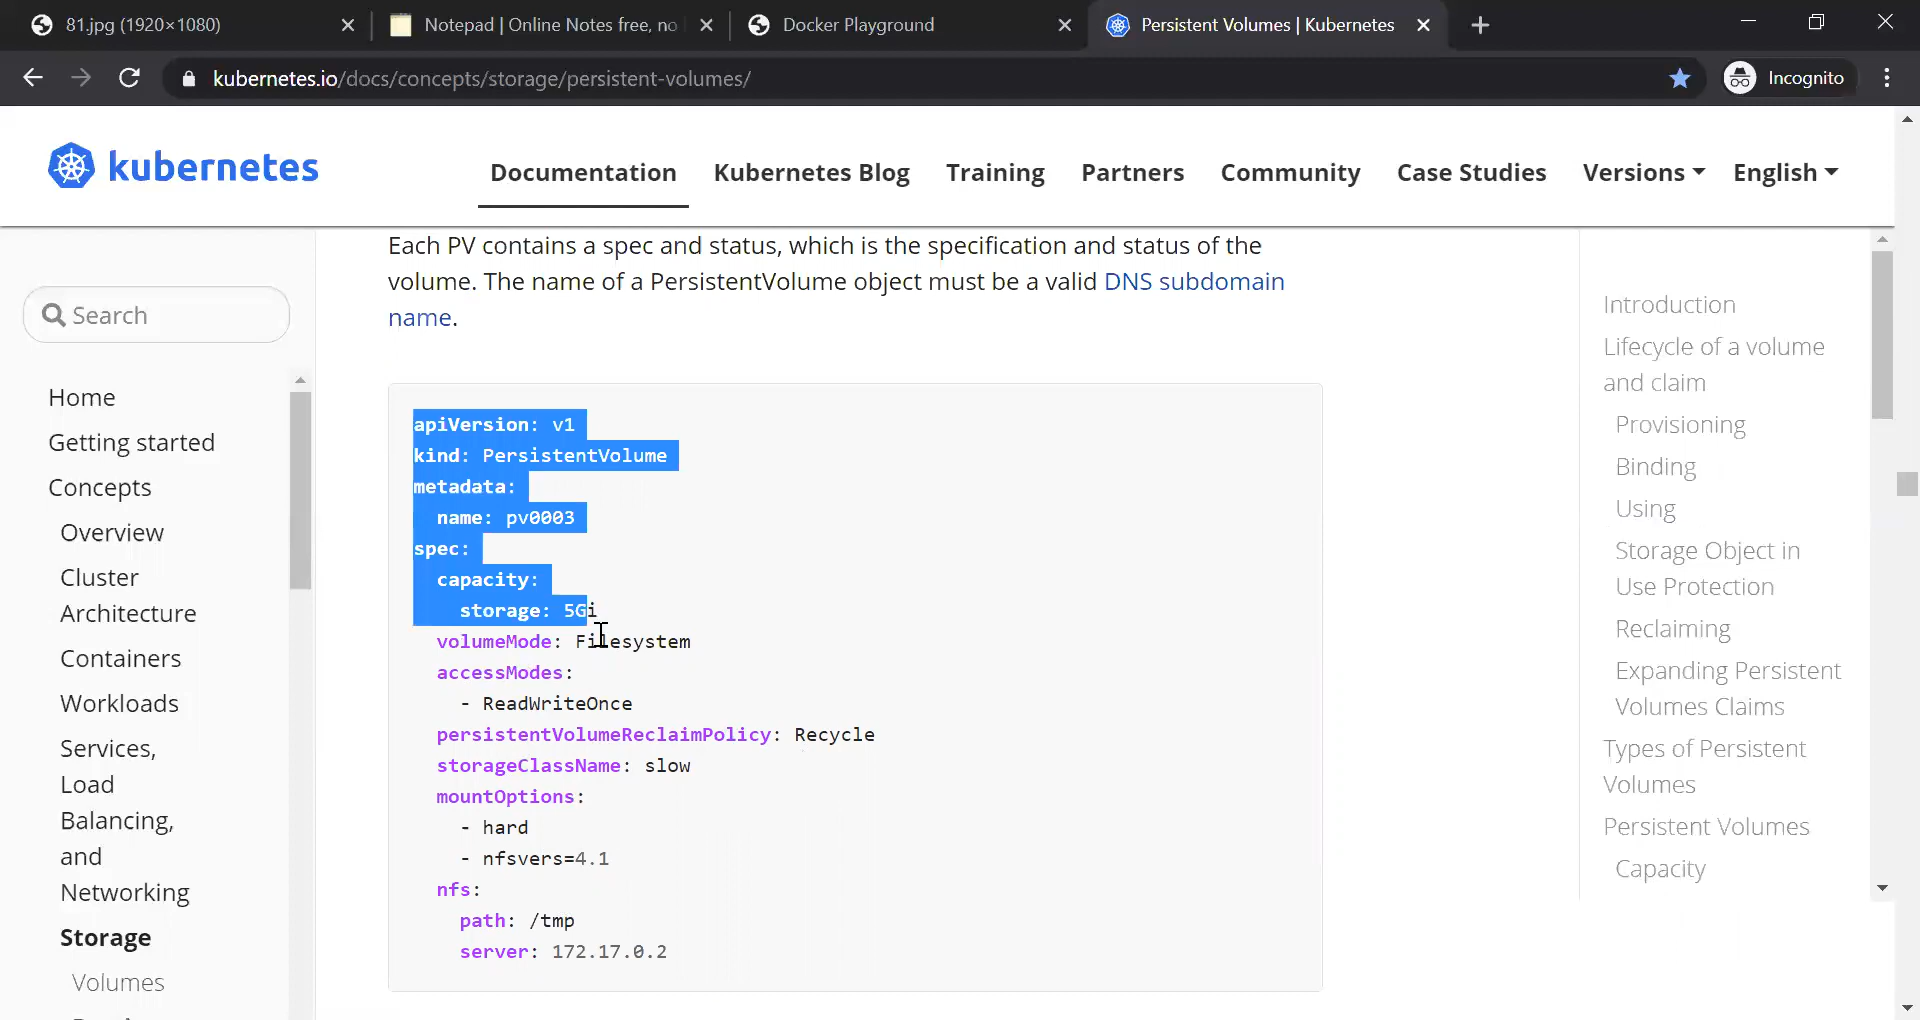 81.jpg (1920×1080)
Notepad | Online Notes free, no
Docker Playground
Persistent Volumes | Kubernetes
kubernetes.io/docs/concepts/storage/persistent-volumes/
Incognito
kubernetes
Documentation
Kubernetes Blog
Training
Partners
Community
Case Studies
Versions
English
Search
Home
Getting started
Concepts
Overview
Cluster
Architecture
Containers
Workloads
Services,
Load
Balancing,
and
Networking
Storage
Volumes
Each PV contains a spec and status, which is the specification and status of the
volume. The name of a PersistentVolume object must be a valid DNS subdomain
name.
apiVersion: v1
kind: PersistentVolume
metadata:
name: pv0003
spec:
capacity:
storage: 5Gi
volumeMode: Filesystem
accessModes:
- ReadWriteOnce
persistentVolumeReclaimPolicy: Recycle
storageClassName: slow
mountOptions:
- hard
- nfsvers=4.1
nfs:
path: /tmp
server: 172.17.0.2
Introduction
Lifecycle of a volume
and claim
Provisioning
Binding
Using
Storage Object in
Use Protection
Reclaiming
Expanding Persistent
Volumes Claims
Types of Persistent
Volumes
Persistent Volumes
Capacity